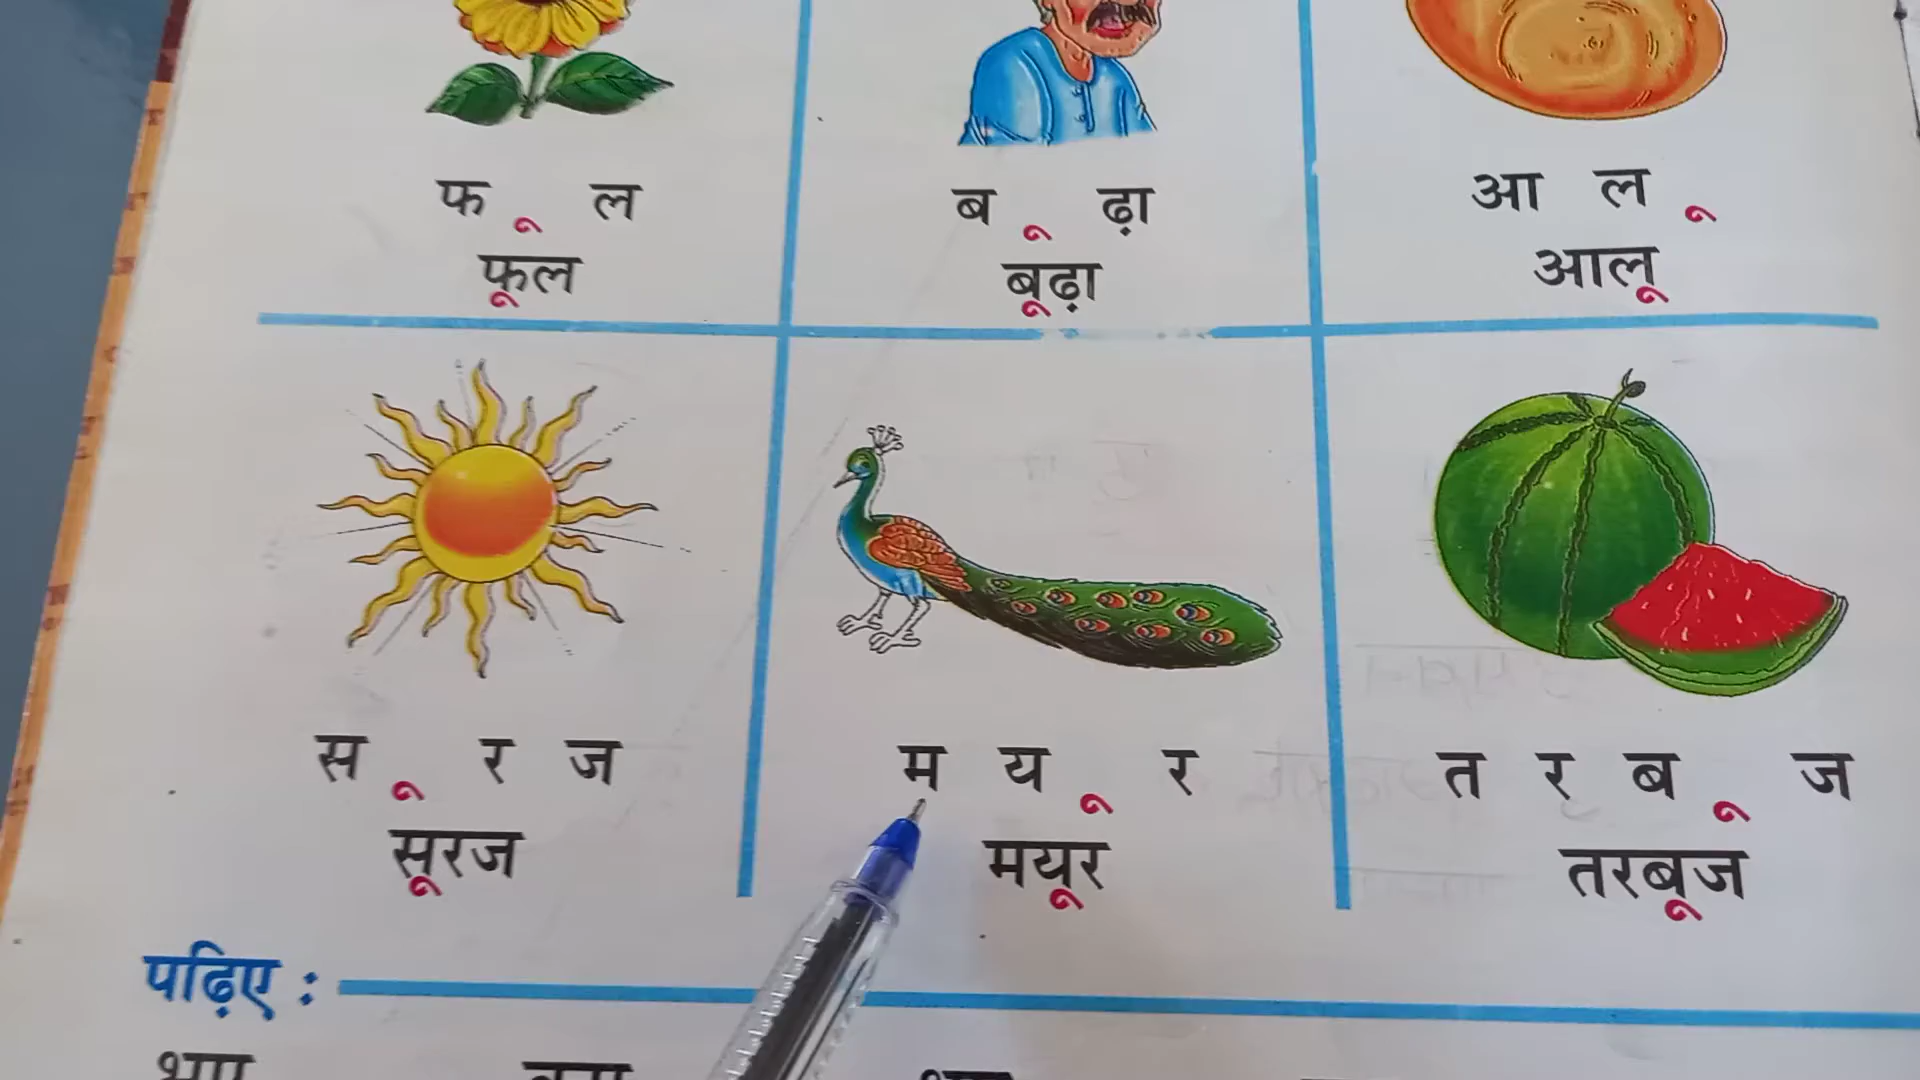 फ ू ल
फूल
ब ू ढ़ा
बूढ़ा
आ ल ू
आलू
स ू र ज
सूरज
म य ू र
मयूर
त र ब ू ज
तरबूज
पढ़िए :